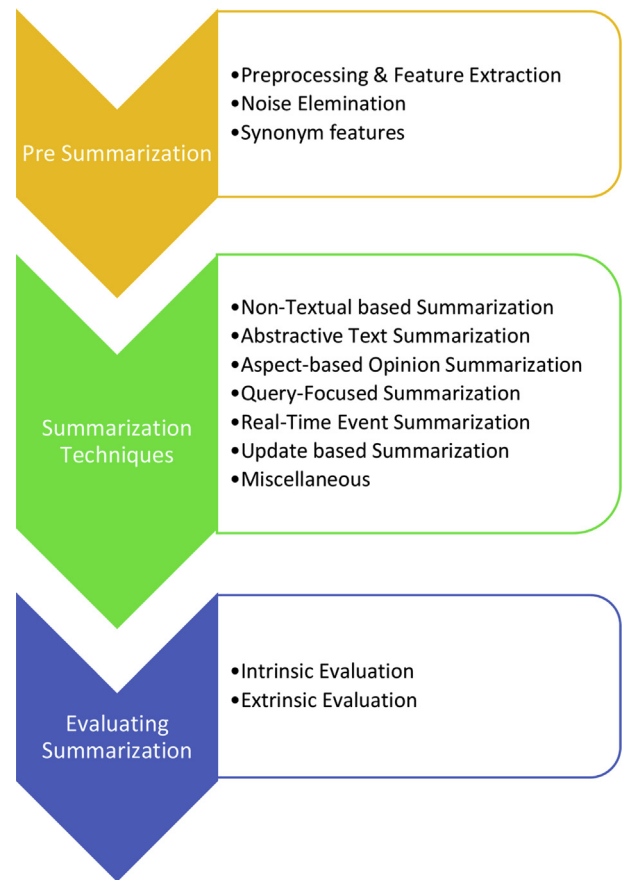 Pre Summarization
•Preprocessing & Feature Extraction
•Noise Elemination
•Synonym features
Summarization
Techniques
•Non-Textual based Summarization
•Abstractive Text Summarization
•Aspect-based Opinion Summarization
•Query-Focused Summarization
•Real-Time Event Summarization
•Update based Summarization
•Miscellaneous
Evaluating
Summarization
•Intrinsic Evaluation
•Extrinsic Evaluation